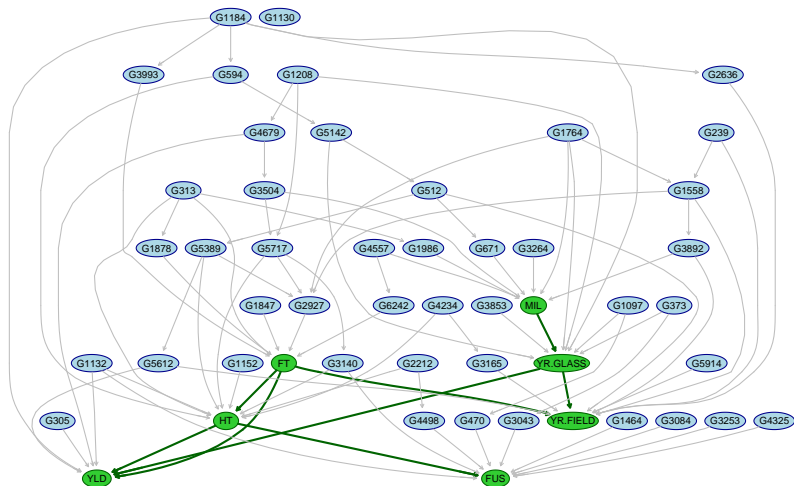 G1184 G1130
G3993 G594 G1208 G2636
G4679 G5142 G1764 G239
G313 G3504 G512 G1558
G1878 G5389 G5717 G4557 G1986 G671 G3264 G3892
G1847 G2927 G6242 G4234 G3853 MIL G1097 G373
G1132 G5612 G1152 FT G3140 G2212 G3165 YR.GLASS G5914
G305 HT G4498 G470 G3043 YR.FIELD G1464 G3084 G3253 G4325
YLD FUS